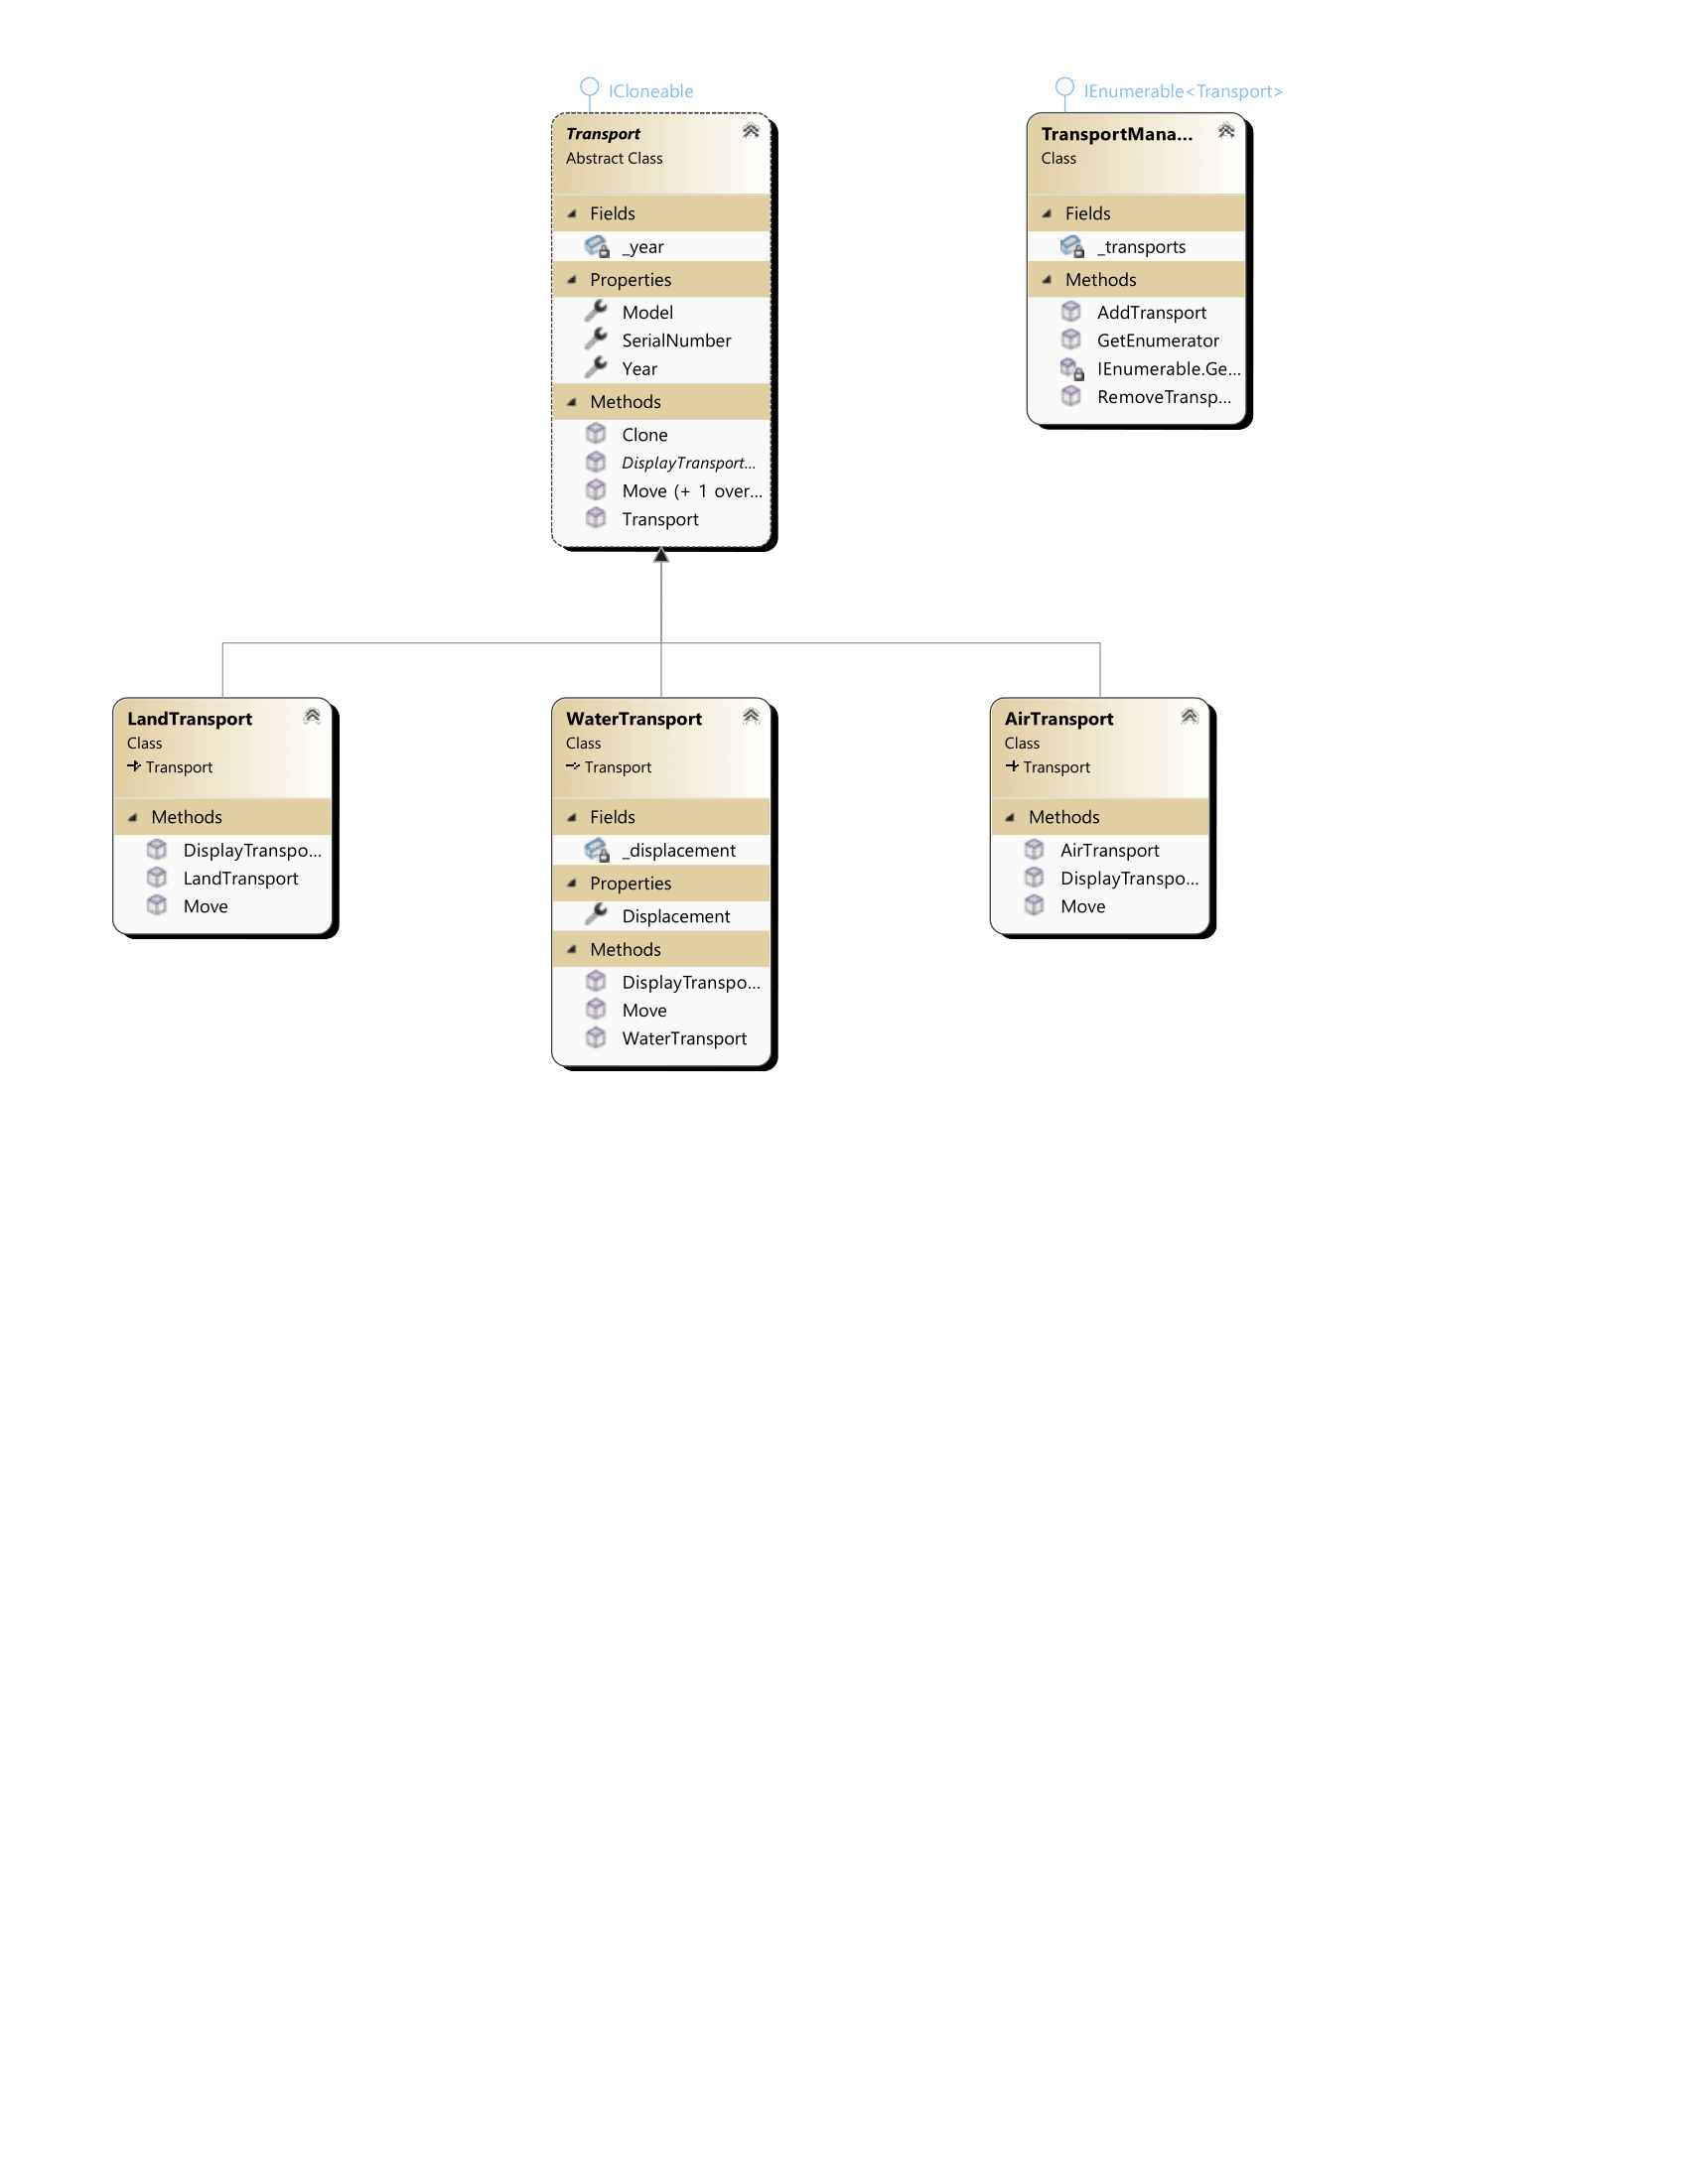 ICloneable
Transport
Abstract Class
Fields
_year
Properties
Model
SerialNumber
Year
Methods
Clone
DisplayTransport...
Move (+ 1 over...
Transport
IEnumerable<Transport>
TransportMana...
Class
Fields
_transports
Methods
AddTransport
GetEnumerator
IEnumerable.Ge...
RemoveTransp...
LandTransport
Class
Transport
Methods
DisplayTranspo...
LandTransport
Move
WaterTransport
Class
Transport
Fields
_displacement
Properties
Displacement
Methods
DisplayTranspo...
Move
WaterTransport
AirTransport
Class
Transport
Methods
AirTransport
DisplayTranspo...
Move